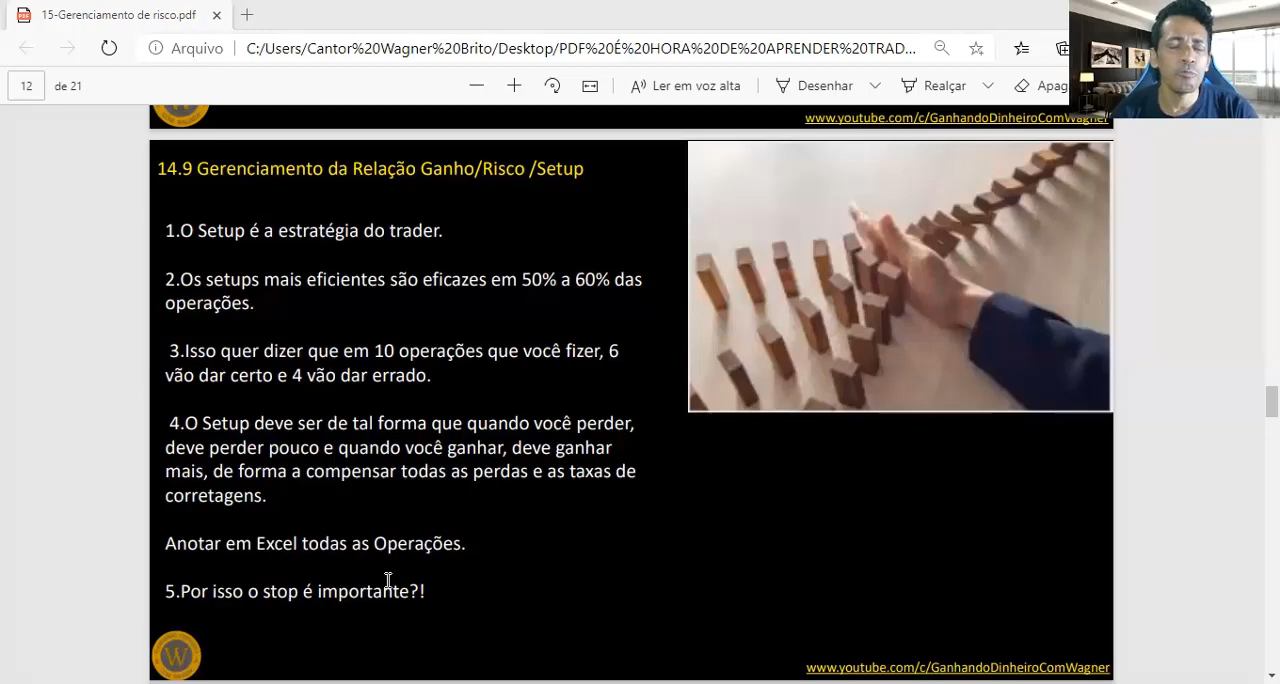 15-Gerenciamento de risco.pdf
Arquivo
C:/Users/Cantor%20Wagner%20Brito/Desktop/PDF%20É%20HORA%20DE%20APRENDER%20TRAD...
12 de 21
Ler em voz alta
Desenhar
Realçar
Apag
www.youtube.com/c/GanhandoDinheiroComWagner
14.9 Gerenciamento da Relação Ganho/Risco /Setup
1.O Setup é a estratégia do trader.
2.Os setups mais eficientes são eficazes em 50% a 60% das
operações.
3.Isso quer dizer que em 10 operações que você fizer, 6
vão dar certo e 4 vão dar errado.
4.O Setup deve ser de tal forma que quando você perder,
deve perder pouco e quando você ganhar, deve ganhar
mais, de forma a compensar todas as perdas e as taxas de
corretagens.
Anotar em Excel todas as Operações.
5.Por isso o stop é importante?!
W
www.youtube.com/c/GanhandoDinheiroComWagner